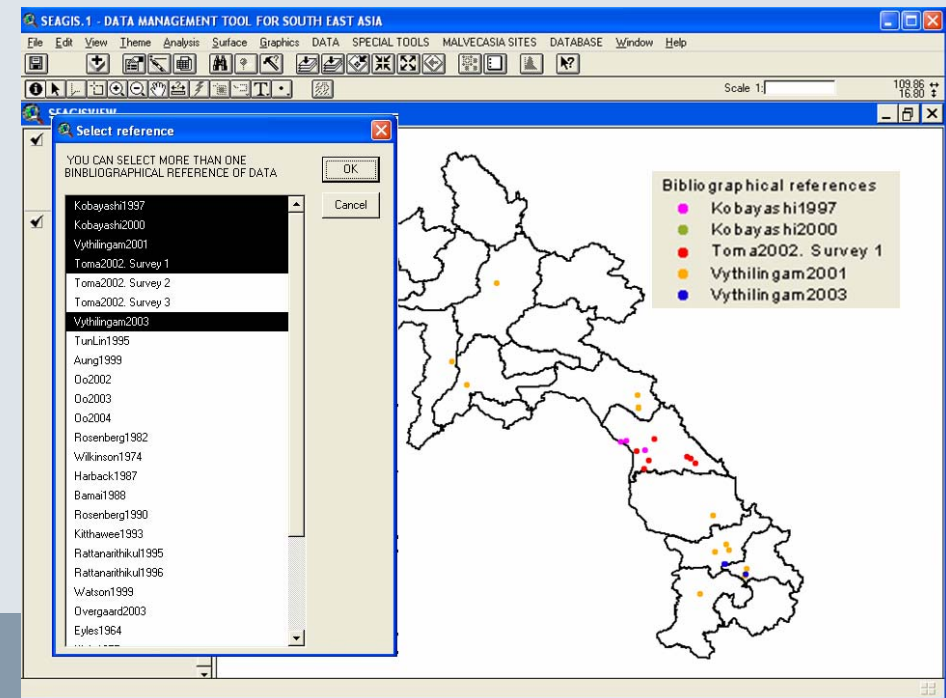 SEAGIS.1 - DATA MANAGEMENT TOOL FOR SOUTH EAST ASIA
File Edit View Theme Analysis Surface Graphics DATA SPECIAL TOOLS MALVECASIA SITES DATABASE Window Help
Scale 1:
109.86
16.80
Select reference
YOU CAN SELECT MORE THAN ONE
BINBLIOGRAPHICAL REFERENCE OF DATA
OK
Cancel
Kobayashi1997
Kobayashi2000
Vythilingam2001
Toma2002. Survey 1
Toma2002. Survey 2
Toma2002. Survey 3
Vythilingam2003
TunLin1995
Aung1999
Oo2002
Oo2003
Oo2004
Rosenberg1982
Wilkinson1974
Harback1987
Bamai1988
Rosenberg1990
Kitthawee1993
Rattanarithikul1995
Rattanarithikul1996
Watson1999
Overgaard2003
Eyles1964
Bibliographical references
Kobayashi1997
Kobayashi2000
Toma2002. Survey 1
Vythilingam2001
Vythilingam2003